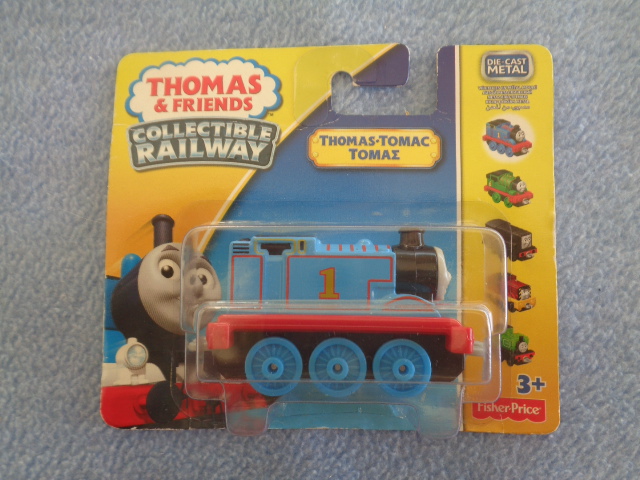 THOMAS
& FRIENDS
COLLECTIBLE
RAILWAY
THOMAS•TOMAC
ΤΟΜΑΣ
DIE-CAST
METAL
1
3+
Fisher-Price